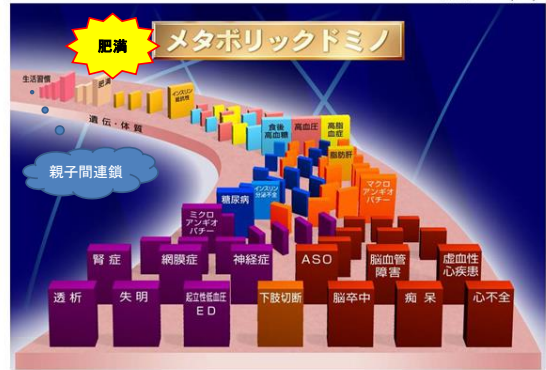 メタボリックドミノ
肥満
生活習慣
肥満
インスリン
抵抗性
遺伝・体質
親子間連鎖
食後
高血糖
高血圧
高脂
血症
脂肪肝
マクロ
アンギオ
パチー
インスリン
分泌不全
糖尿病
ミクロ
アンギオ
パチー
腎症
網膜症
神経症
ASO
脳血管
障害
虚血性
心疾患
透析
失明
起立性低血圧
ED
下肢切断
脳卒中
痴呆
心不全